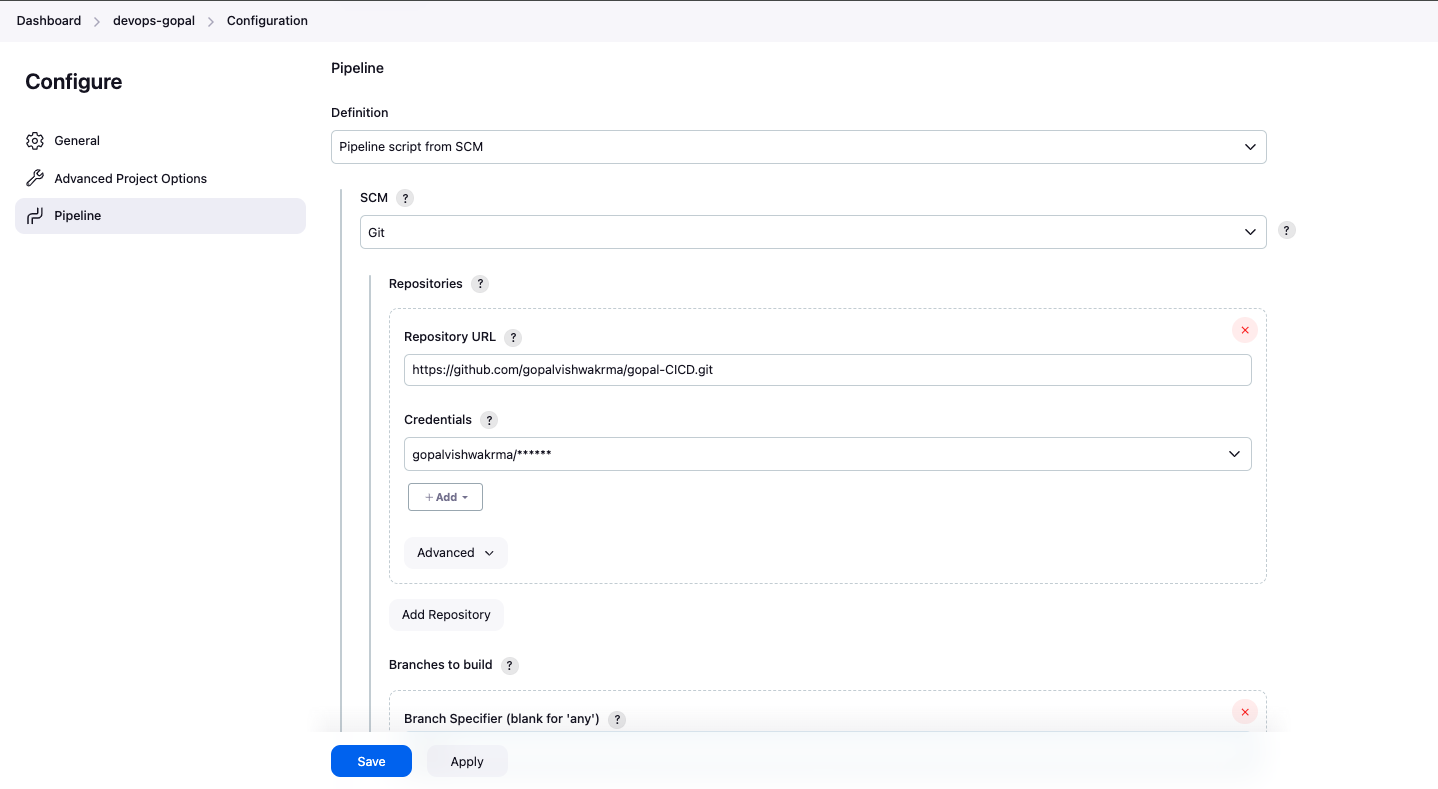 Dashboard > devops-gopal > Configuration
Configure
General
Advanced Project Options
Pipeline
Pipeline
Definition
Pipeline script from SCM
SCM ?
Git
?
Repositories ?
Repository URL ?
https://github.com/gopalvishwakrma/gopal-CICD.git
Credentials ?
gopalvishwakrma/******
+ Add
Advanced
Add Repository
Branches to build ?
Branch Specifier (blank for 'any') ?
Save Apply